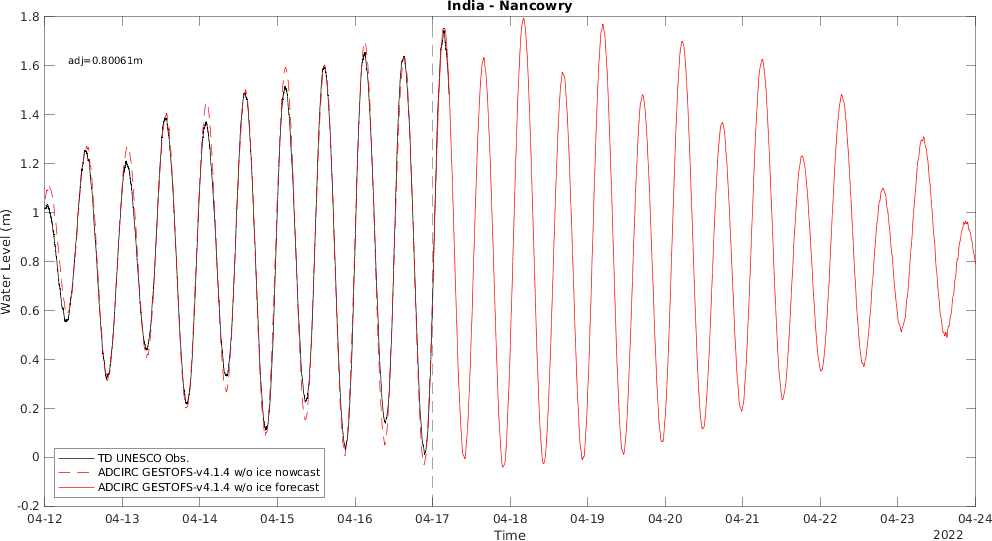 India - Nancowry
adj=0.80061m
Water Level (m)
1.8
1.6
1.4
1.2
1
0.8
0.6
0.4
0.2
0
-0.2
TD UNESCO Obs.
ADCIRC GESTOFS-v4.1.4 w/o ice nowcast
ADCIRC GESTOFS-v4.1.4 w/o ice forecast
04-12 04-13 04-14 04-15 04-16 04-17 04-18 04-19 04-20 04-21 04-22 04-23 04-24
Time
2022